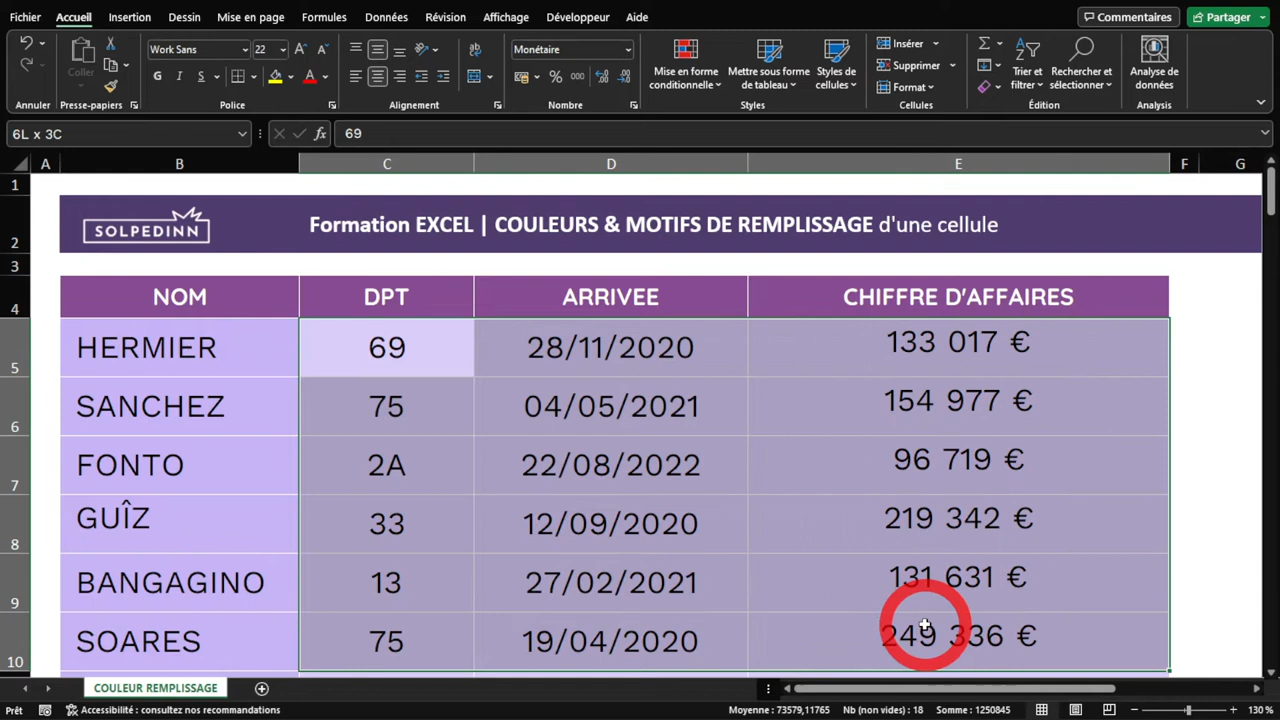 Fichier Accueil Insertion Dessin Mise en page Formules Données Révision Affichage Développeur Aide Commentaires Partager
Work Sans 22 Monétaire
Coller
G I S A
% 000
Mise en forme conditionnelle
Mettre sous forme de tableau
Styles de cellules
Insérer
Supprimer
Format
Trier et filtrer
Rechercher et sélectionner
Analyse de données
Annuler Presse-papiers Police Alignement Nombre Styles Cellules Édition Analysis
6L x 3C fx 69
A B C D E F G
1
2 SOLPEDINN Formation EXCEL | COULEURS & MOTIFS DE REMPLISSAGE d'une cellule
3
4 NOM DPT ARRIVEE CHIFFRE D'AFFAIRES
5 HERMIER 69 28/11/2020 133 017 €
6 SANCHEZ 75 04/05/2021 154 977 €
7 FONTO 2A 22/08/2022 96 719 €
8 GUÎZ 33 12/09/2020 219 342 €
9 BANGAGINO 13 27/02/2021 131 631 €
10 SOARES 75 19/04/2020 249 336 €
COULEUR REMPLISSAGE
Prêt Accessibilité : consultez nos recommandations Moyenne : 73579,11765 Nb (non vides) : 18 Somme : 1250845 130 %